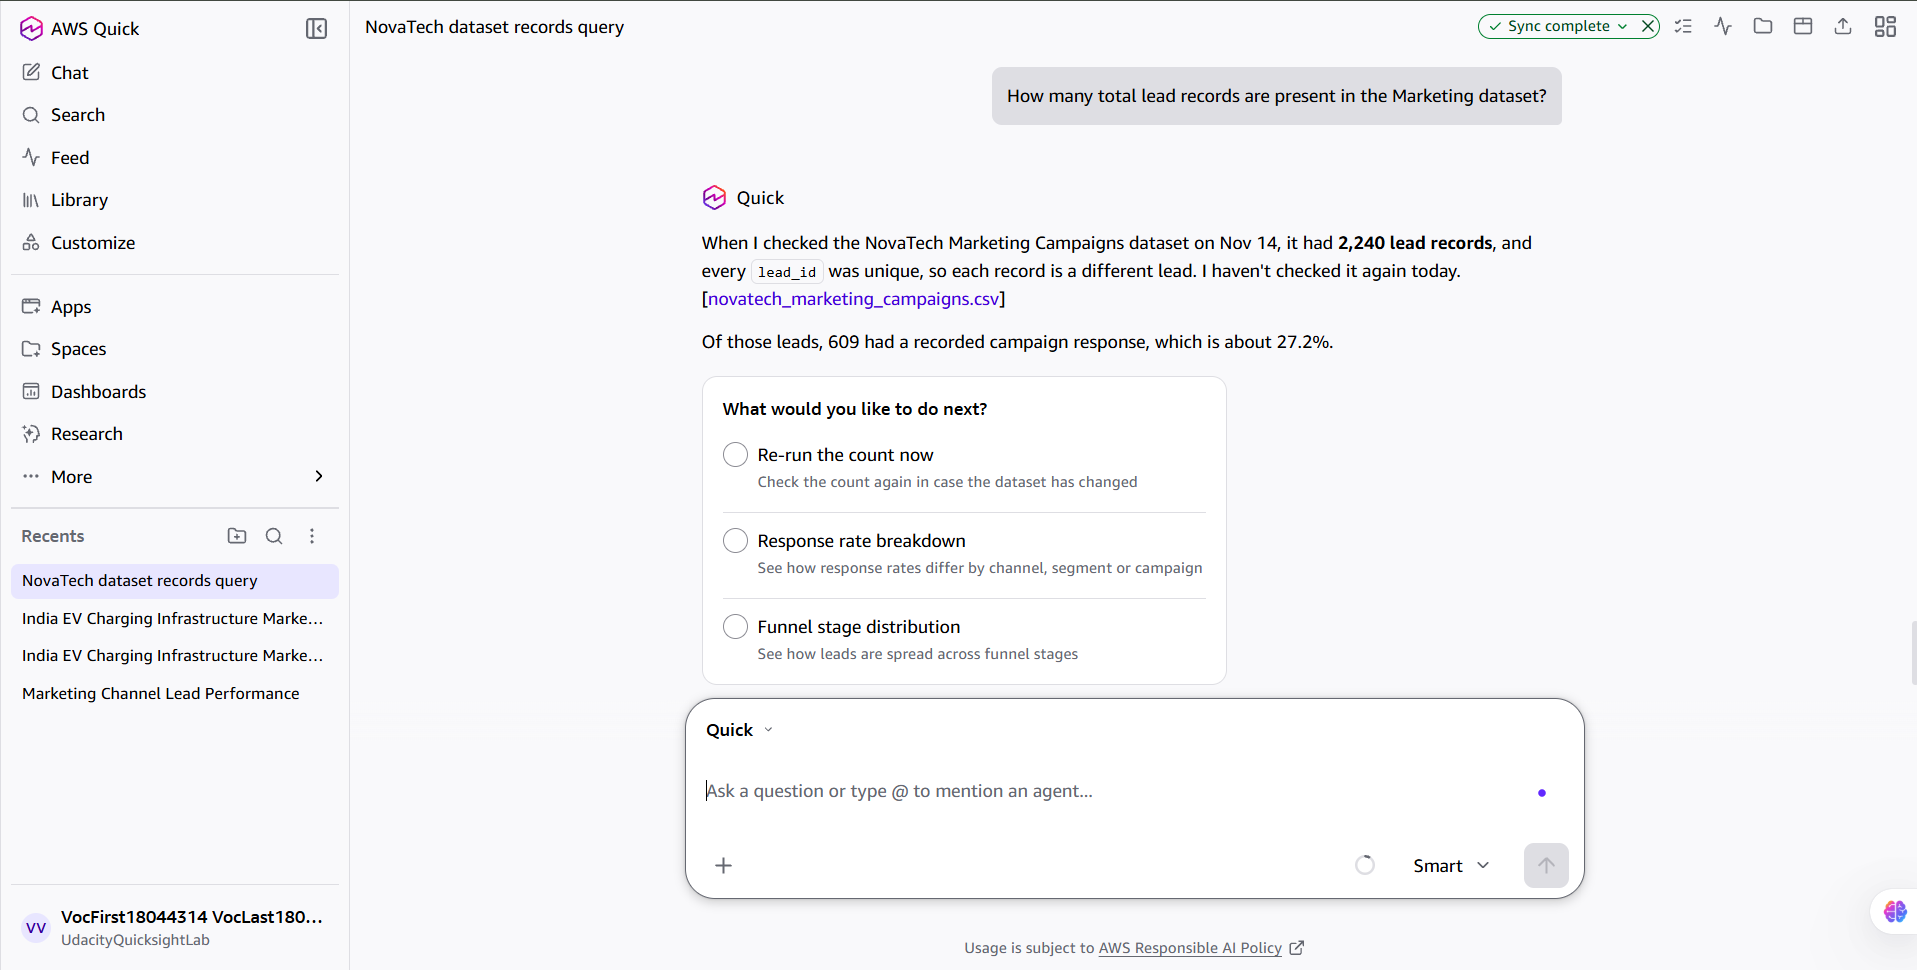 AWS Quick
Chat
Search
Feed
Library
Customize
Apps
Spaces
Dashboards
Research
More
Recents
NovaTech dataset records query
India EV Charging Infrastructure Marke...
India EV Charging Infrastructure Marke...
Marketing Channel Lead Performance
VV
VocFirst18044314 VocLast180...
UdacityQuicksightLab
NovaTech dataset records query
Sync complete
How many total lead records are present in the Marketing dataset?
Quick
When I checked the NovaTech Marketing Campaigns dataset on Nov 14, it had 2,240 lead records, and
every lead_id was unique, so each record is a different lead. I haven't checked it again today.
[novatech_marketing_campaigns.csv]
Of those leads, 609 had a recorded campaign response, which is about 27.2%.
What would you like to do next?
Re-run the count now
Check the count again in case the dataset has changed
Response rate breakdown
See how response rates differ by channel, segment or campaign
Funnel stage distribution
See how leads are spread across funnel stages
Quick
Ask a question or type @ to mention an agent...
Smart
Usage is subject to AWS Responsible AI Policy